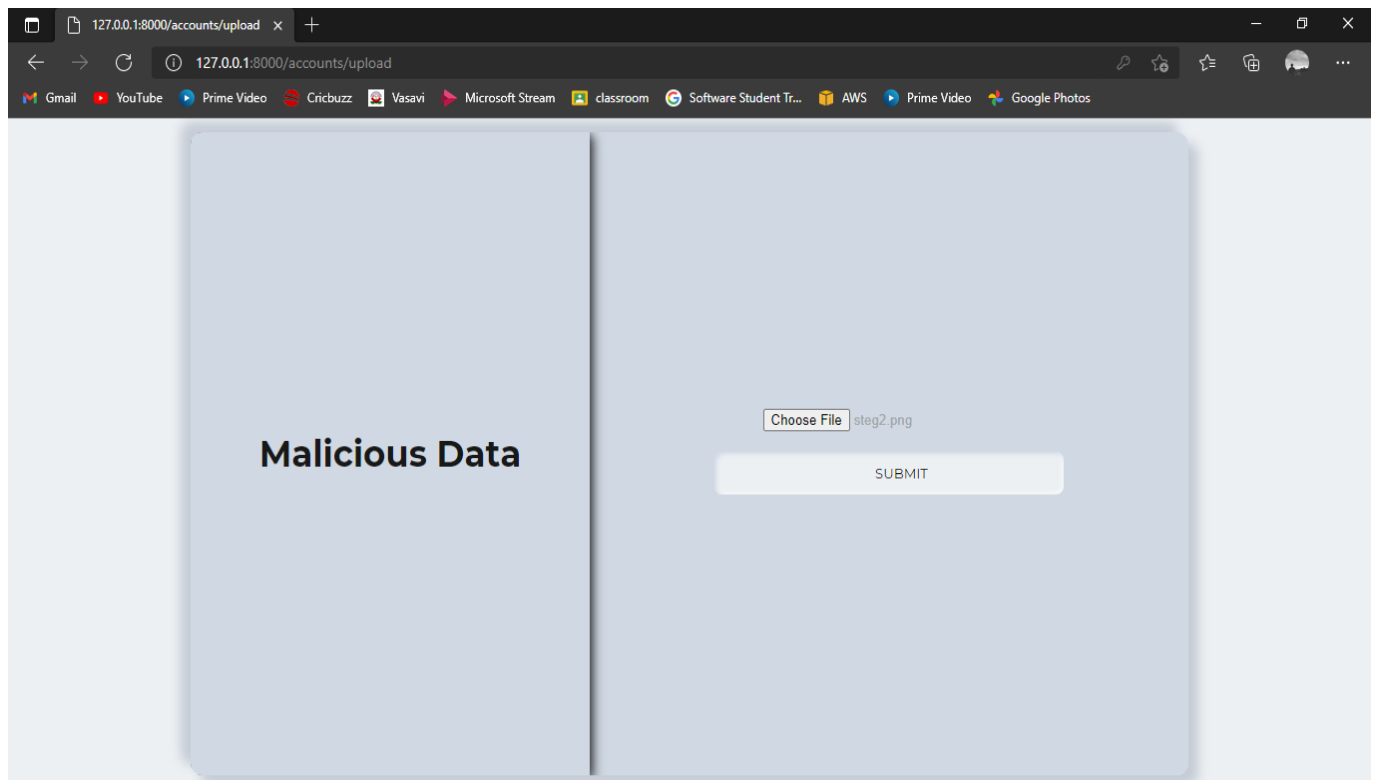 127.0.0.1:8000/accounts/upload
127.0.0.1:8000/accounts/upload
Gmail YouTube Prime Video Cricbuzz Vasavi Microsoft Stream classroom Software Student Tr... AWS Prime Video Google Photos
Choose File steg2.png
Malicious Data
SUBMIT